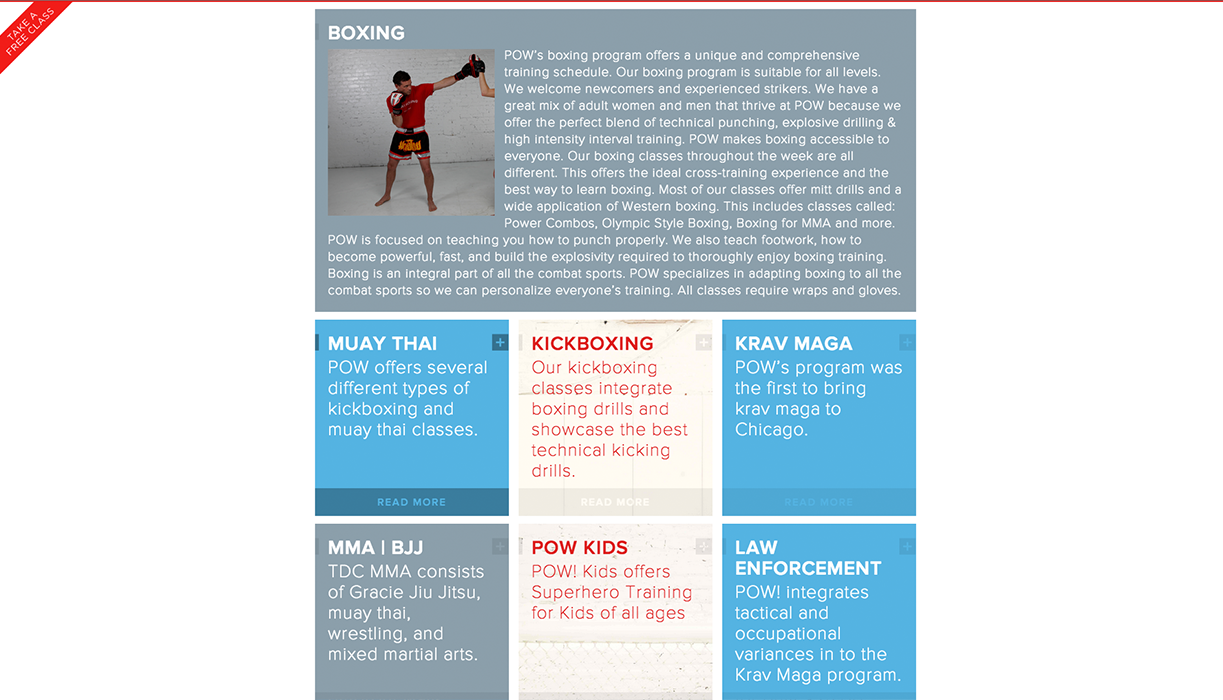 TAKE A
FREE CLASS
BOXING
POW's boxing program offers a unique and comprehensive
training schedule. Our boxing program is suitable for all levels.
We welcome newcomers and experienced strikers. We have a
great mix of adult women and men that thrive at POW because we
offer the perfect blend of technical punching, explosive drilling &
high intensity interval training. POW makes boxing accessible to
everyone. Our boxing classes throughout the week are all
different. This offers the ideal cross-training experience and the
best way to learn boxing. Most of our classes offer mitt drills and a
wide application of Western boxing. This includes classes called:
Power Combos, Olympic Style Boxing, Boxing for MMA and more.
POW is focused on teaching you how to punch properly. We also teach footwork, how to
become powerful, fast, and build the explosivity required to thoroughly enjoy boxing training.
Boxing is an integral part of all the combat sports. POW specializes in adapting boxing to all the
combat sports so we can personalize everyone's training. All classes require wraps and gloves.
MUAY THAI +
POW offers several
different types of
kickboxing and
muay thai classes.
READ MORE
KICKBOXING +
Our kickboxing
classes integrate
boxing drills and
showcase the best
technical kicking
drills.
READ MORE
KRAV MAGA +
POW's program was
the first to bring
krav maga to
Chicago.
READ MORE
MMA | BJJ +
TDC MMA consists
of Gracie Jiu Jitsu,
muay thai,
wrestling, and
mixed martial arts.
POW KIDS +
POW! Kids offers
Superhero Training
for Kids of all ages
LAW +
ENFORCEMENT
POW! integrates
tactical and
occupational
variances in to the
Krav Maga program.